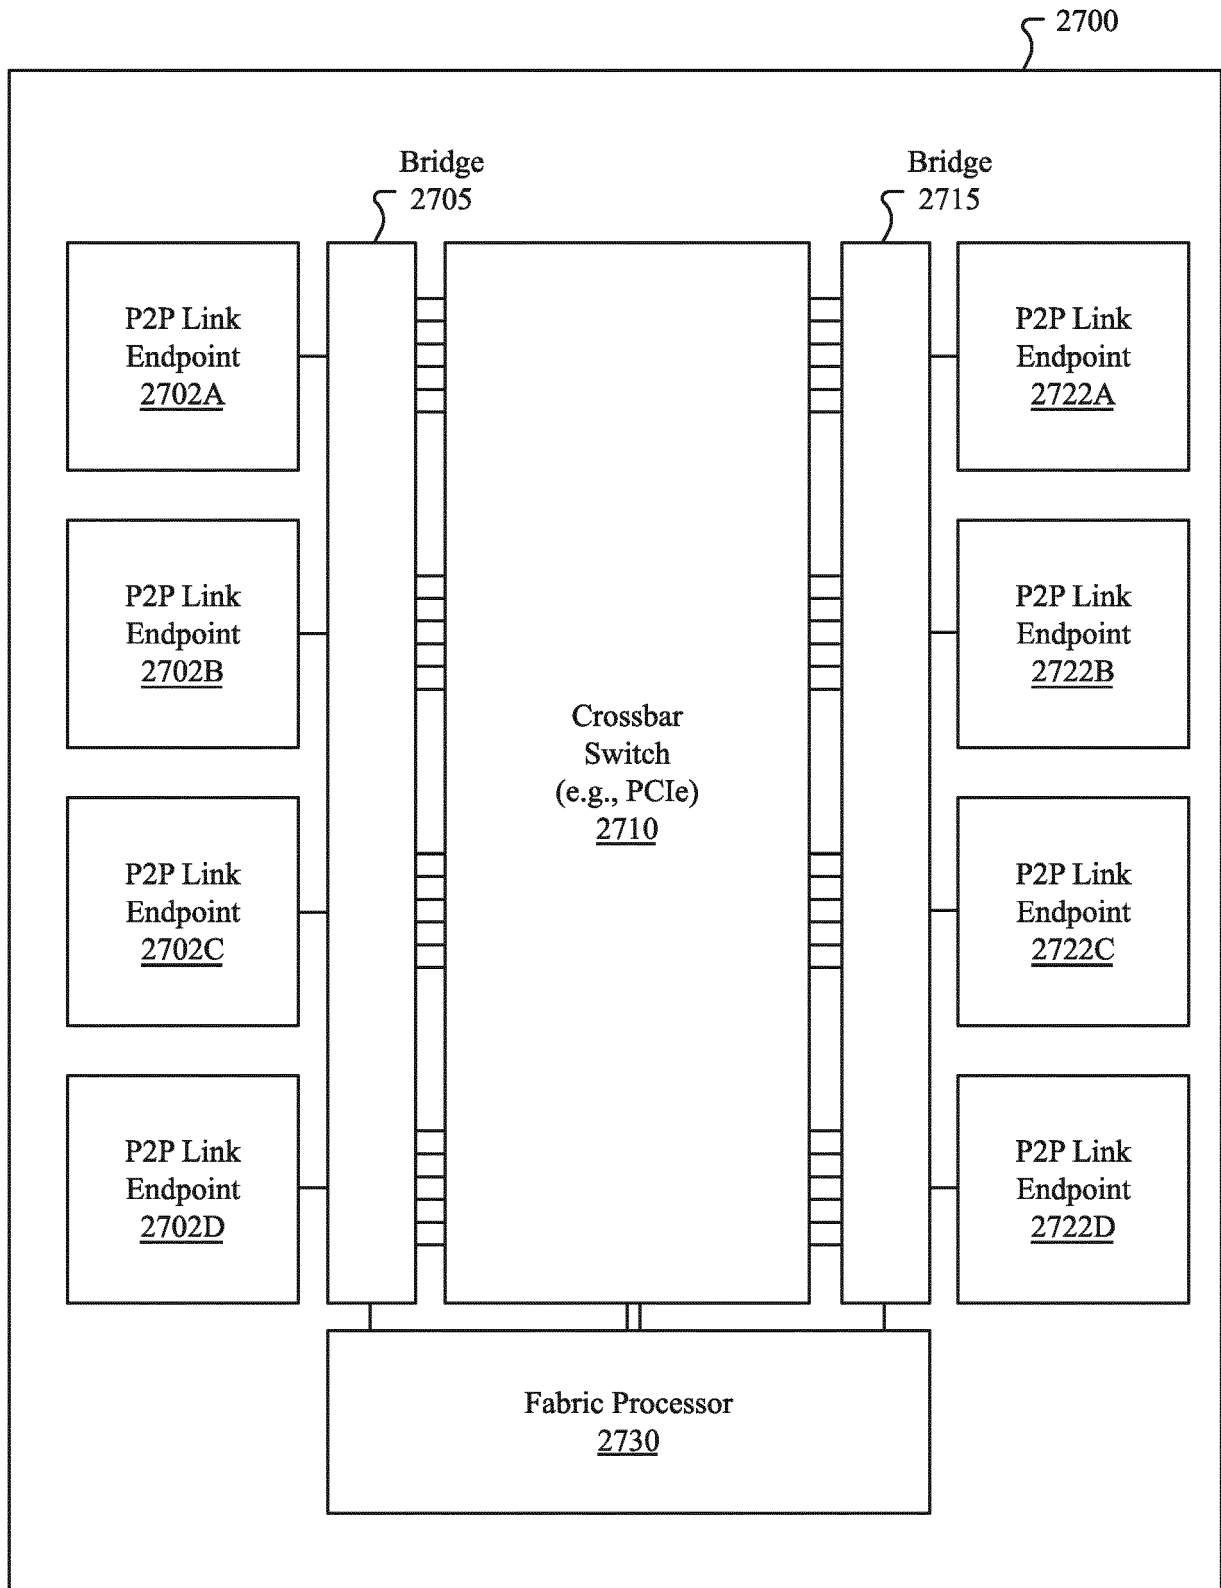 2700
Bridge
2705
Bridge
2715
P2P Link
Endpoint
2702A
P2P Link
Endpoint
2722A
P2P Link
Endpoint
2702B
P2P Link
Endpoint
2722B
Crossbar
Switch
(e.g., PCIe)
2710
P2P Link
Endpoint
2702C
P2P Link
Endpoint
2722C
P2P Link
Endpoint
2702D
P2P Link
Endpoint
2722D
Fabric Processor
2730